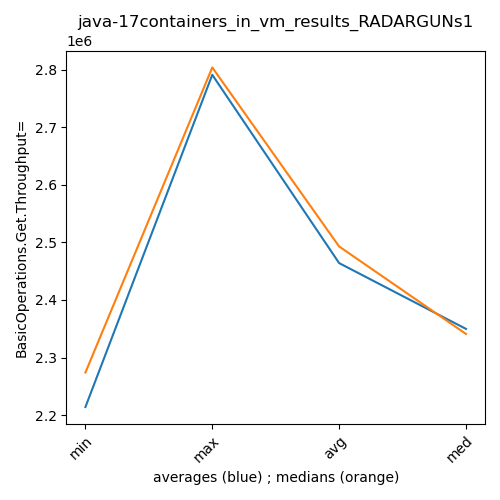 java-17containers_in_vm_results_RADARGUNs1
1e6
2.8
2.7
2.6
2.5
2.4
2.3
2.2
BasicOperations.Get.Throughput=
min
max
avg
med
averages (blue) ; medians (orange)